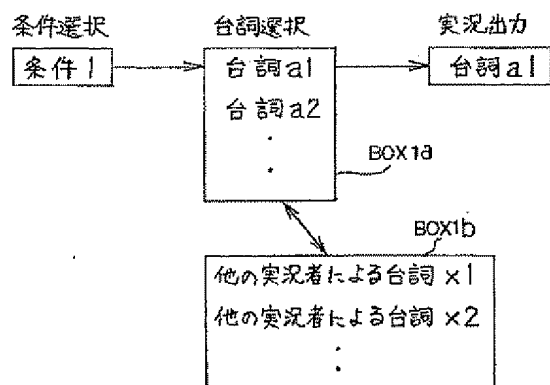 条件選択 台詞選択 実況出力
条件1 台詞a1 台詞a1
台詞a2
・
・
BOX1a
BOX1b
他の実況者による台詞 ×1
他の実況者による台詞 ×2
・
・